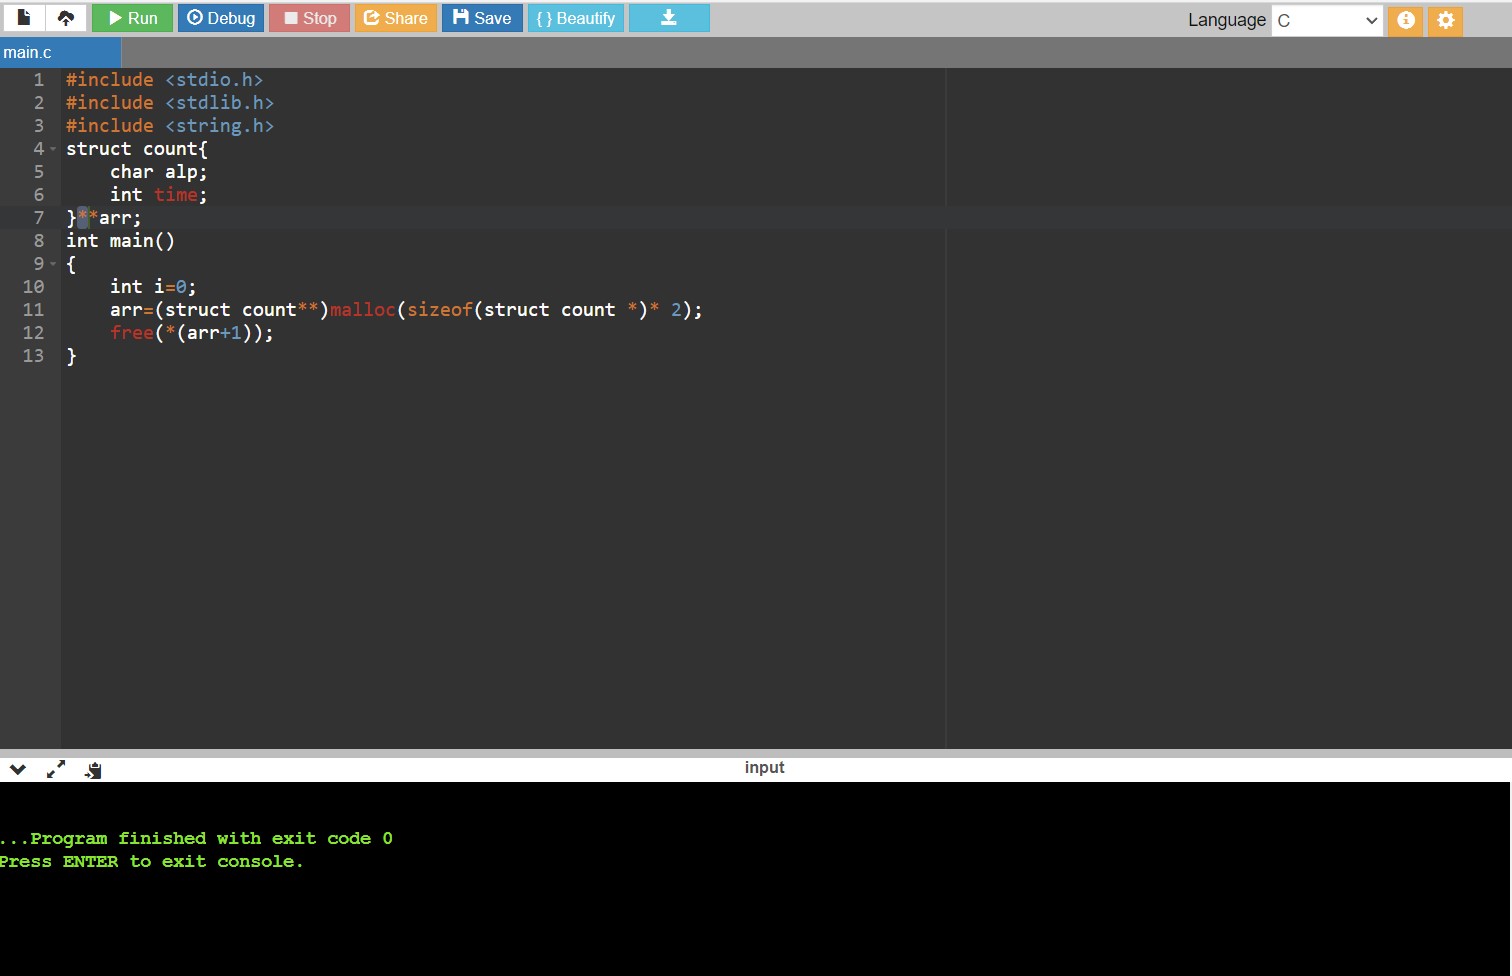 Run Debug Stop Share Save { } Beautify Language C
main.c
1 #include <stdio.h>
2 #include <stdlib.h>
3 #include <string.h>
4 struct count{
5 char alp;
6 int time;
7 }**arr;
8 int main()
9 {
10 int i=0;
11 arr=(struct count**)malloc(sizeof(struct count *)* 2);
12 free(*(arr+1));
13 }
input
...Program finished with exit code 0
Press ENTER to exit console.